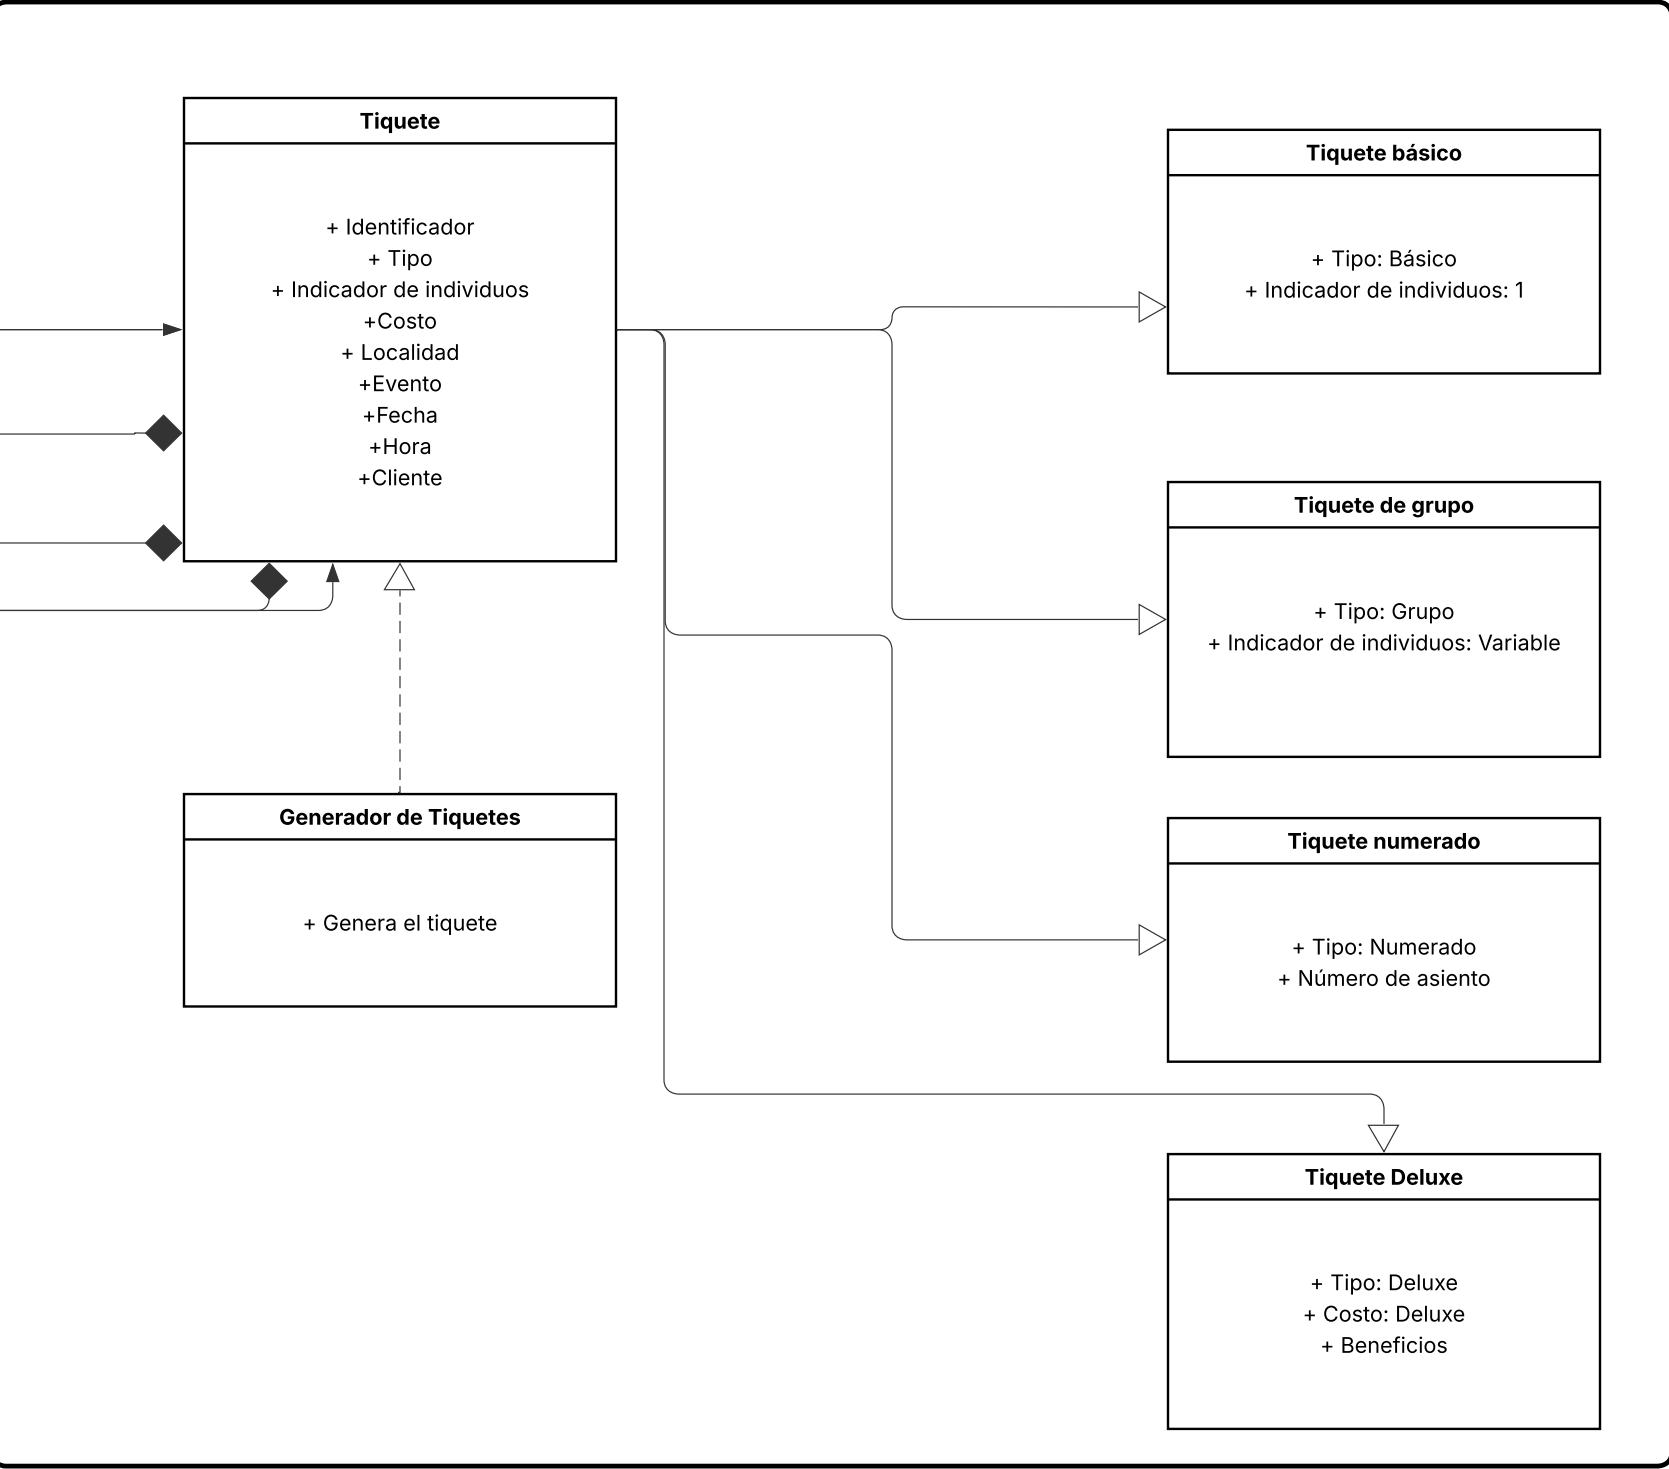 Tiquete
+ Identificador
+ Tipo
+ Indicador de individuos
+Costo
+ Localidad
+Evento
+Fecha
+Hora
+Cliente
Generador de Tiquetes
+ Genera el tiquete
Tiquete básico
+ Tipo: Básico
+ Indicador de individuos: 1
Tiquete de grupo
+ Tipo: Grupo
+ Indicador de individuos: Variable
Tiquete numerado
+ Tipo: Numerado
+ Número de asiento
Tiquete Deluxe
+ Tipo: Deluxe
+ Costo: Deluxe
+ Beneficios